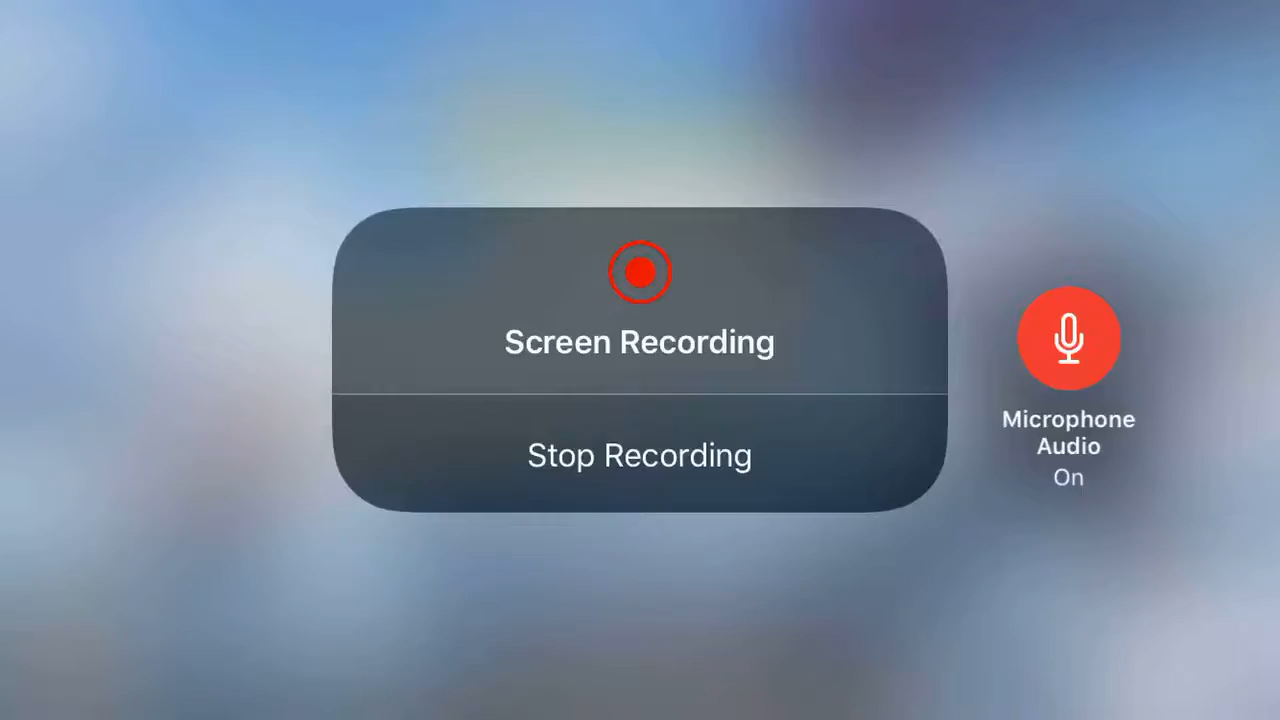 Screen Recording
Stop Recording
Microphone
Audio
On